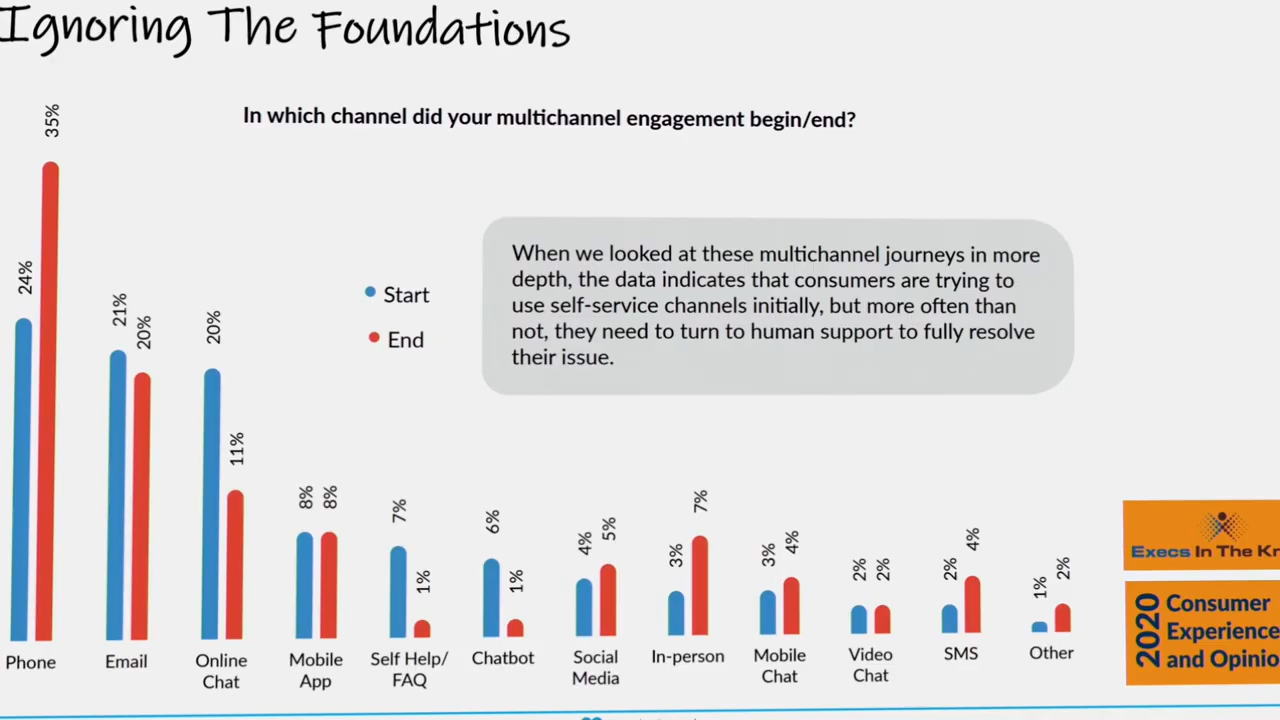 Ignoring The Foundations
In which channel did your multichannel engagement begin/end?
Start
End
When we looked at these multichannel journeys in more
depth, the data indicates that consumers are trying to
use self-service channels initially, but more often than
not, they need to turn to human support to fully resolve
their issue.
24% 35%
21% 20%
20% 11%
8% 8%
7% 1%
6% 1%
4% 5%
3% 7%
3% 4%
2% 2%
2% 4%
1% 2%
Phone
Email
Online
Chat
Mobile
App
Self Help/
FAQ
Chatbot
Social
Media
In-person
Mobile
Chat
Video
Chat
SMS
Other
Execs In The
2020
Consumer
Experience
and